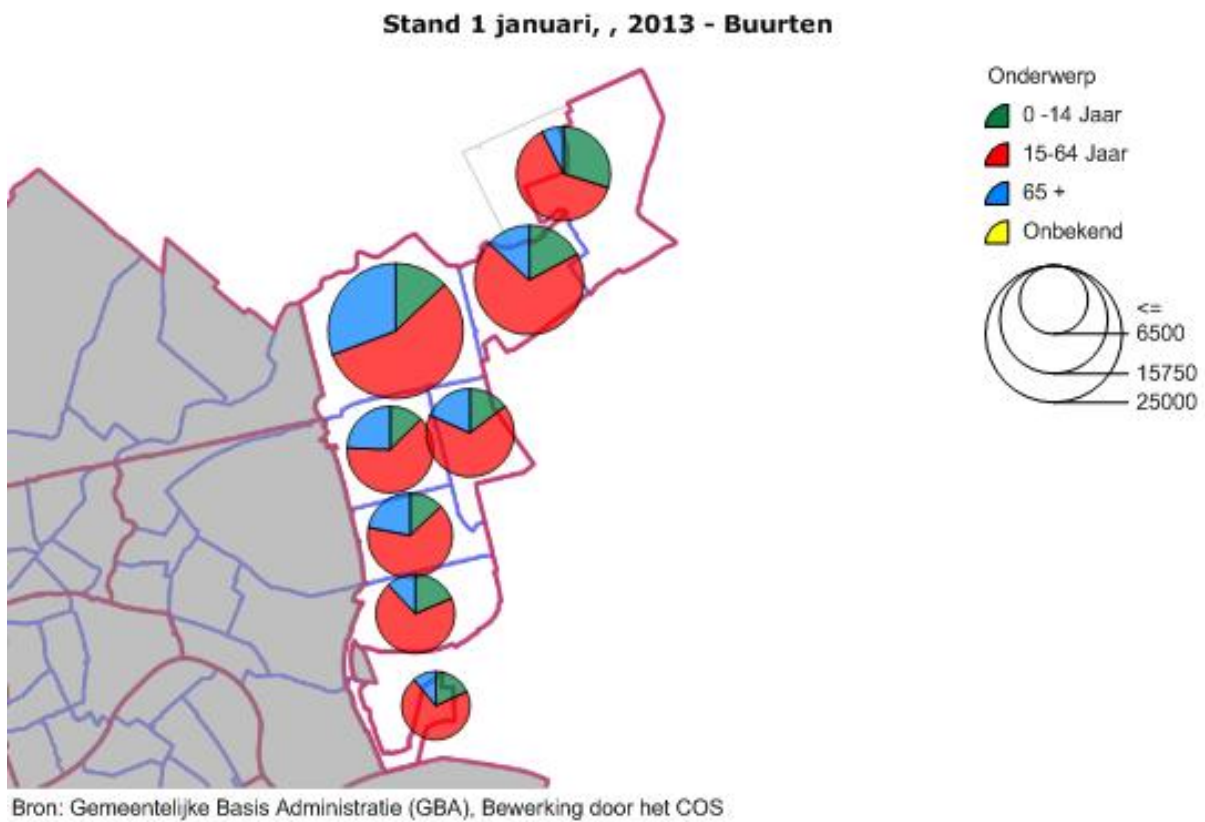 Stand 1 januari, , 2013 - Buurten
Onderwerp
0 -14 Jaar
15-64 Jaar
65 +
Onbekend
<=
6500
15750
25000
Bron: Gemeentelijke Basis Administratie (GBA), Bewerking door het COS